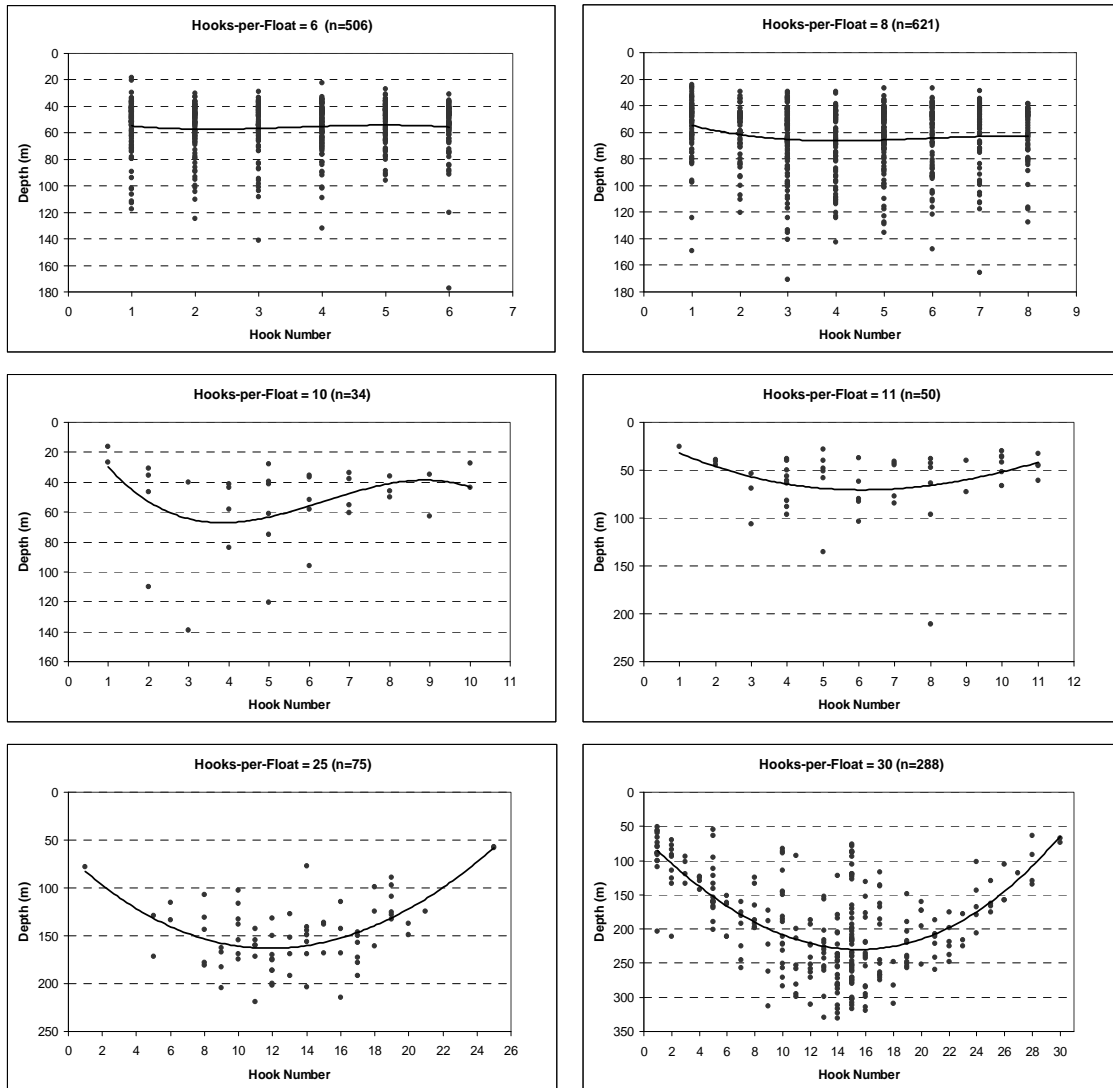 Hooks-per-Float = 6 (n=506)
0
20
40
60
80
100
120
140
160
180
Depth (m)
0 1 2 3 4 5 6 7
Hook Number
Hooks-per-Float = 8 (n=621)
0
20
40
60
80
100
120
140
160
180
Depth (m)
0 1 2 3 4 5 6 7 8 9
Hook Number
Hooks-per-Float = 10 (n=34)
0
20
40
60
80
100
120
140
160
Depth (m)
0 1 2 3 4 5 6 7 8 9 10 11
Hook Number
Hooks-per-Float = 11 (n=50)
0
50
100
150
200
250
Depth (m)
0 1 2 3 4 5 6 7 8 9 10 11 12
Hook Number
Hooks-per-Float = 25 (n=75)
0
50
100
150
200
250
Depth (m)
0 2 4 6 8 10 12 14 16 18 20 22 24 26
Hook Number
Hooks-per-Float = 30 (n=288)
0
50
100
150
200
250
300
350
Depth (m)
0 2 4 6 8 10 12 14 16 18 20 22 24 26 28 30
Hook Number